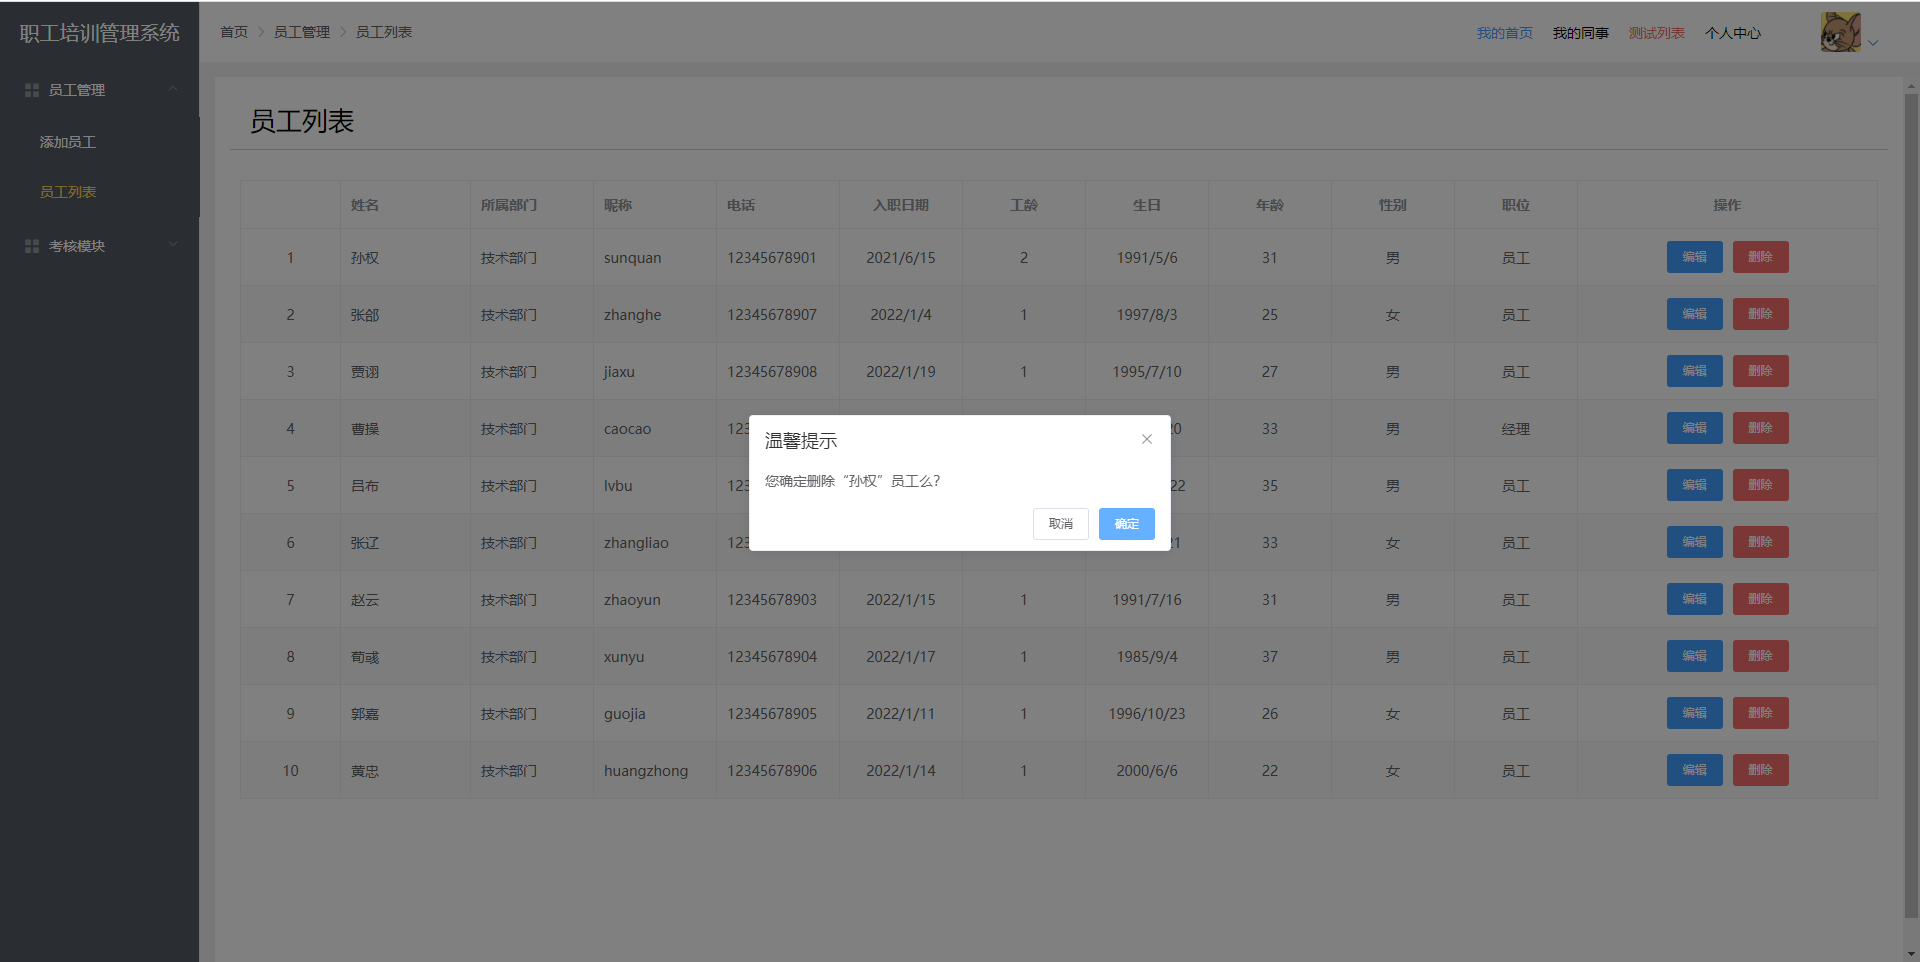 职工培训管理系统
首页 > 员工管理 > 员工列表
我的首页 我的同事 测试列表 个人中心
员工管理
添加员工
员工列表
考核模块
员工列表
姓名 所属部门 昵称 电话 入职日期 工龄 生日 年龄 性别 职位 操作
1 孙权 技术部门 sunquan 12345678901 2021/6/15 2 1991/5/6 31 男 员工 编辑 删除
2 张郃 技术部门 zhanghe 12345678907 2022/1/4 1 1997/8/3 25 女 员工 编辑 删除
3 贾诩 技术部门 jiaxu 12345678908 2022/1/19 1 1995/7/10 27 男 员工 编辑 删除
4 曹操 技术部门 caocao 123 20 33 男 经理 编辑 删除
5 吕布 技术部门 lvbu 123 22 35 男 员工 编辑 删除
6 张辽 技术部门 zhangliao 123 1 33 女 员工 编辑 删除
7 赵云 技术部门 zhaoyun 12345678903 2022/1/15 1 1991/7/16 31 男 员工 编辑 删除
8 荀彧 技术部门 xunyu 12345678904 2022/1/17 1 1985/9/4 37 男 员工 编辑 删除
9 郭嘉 技术部门 guojia 12345678905 2022/1/11 1 1996/10/23 26 女 员工 编辑 删除
10 黄忠 技术部门 huangzhong 12345678906 2022/1/14 1 2000/6/6 22 女 员工 编辑 删除
温馨提示
您确定删除“孙权”员工么?
取消 确定